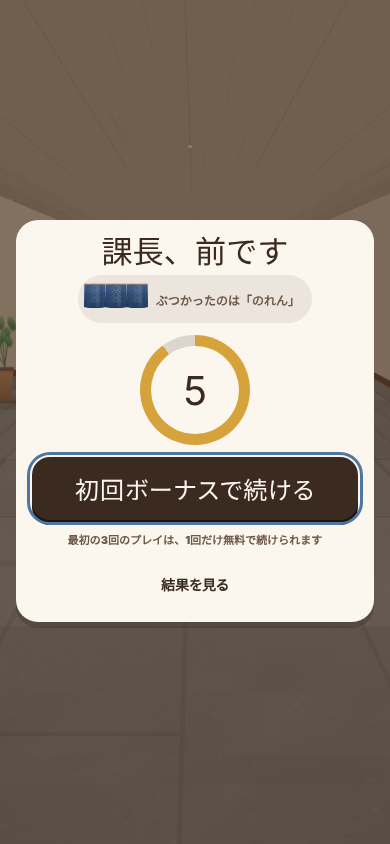 課長、前です
ぶつかったのは「のれん」
5
初回ボーナスで続ける
最初の3回のプレイは、1回だけ無料で続けられます
結果を見る